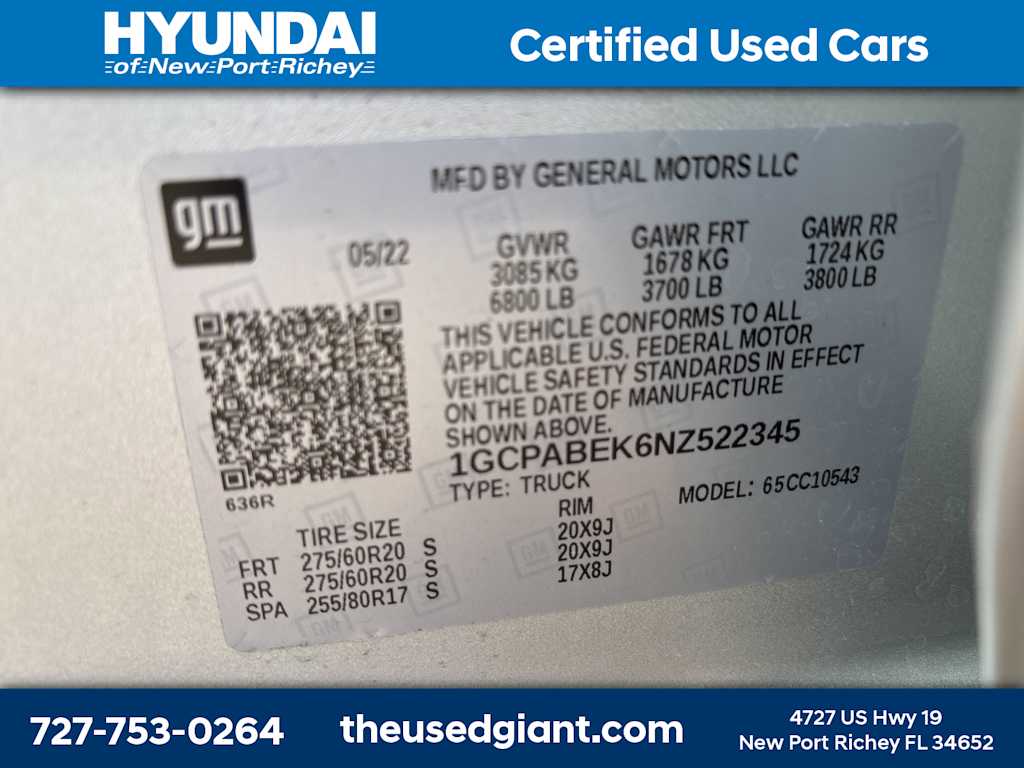 HYUNDAI
of New Port Richey
Certified Used Cars
MFD BY GENERAL MOTORS LLC
gm
05/22
GVWR
3085 KG
6800 LB
GAWR FRT
1678 KG
3700 LB
GAWR RR
1724 KG
3800 LB
THIS VEHICLE CONFORMS TO ALL
APPLICABLE U.S. FEDERAL MOTOR
VEHICLE SAFETY STANDARDS IN EFFECT
ON THE DATE OF MANUFACTURE
SHOWN ABOVE.
1GCPABEK6NZ522345
TYPE: TRUCK
MODEL: 65CC10543
636R
TIRE SIZE RIM
FRT 275/60R20 S 20X9J
RR 275/60R20 S 20X9J
SPA 255/80R17 S 17X8J
727-753-0264
theusedgiant.com
4727 US Hwy 19
New Port Richey FL 34652